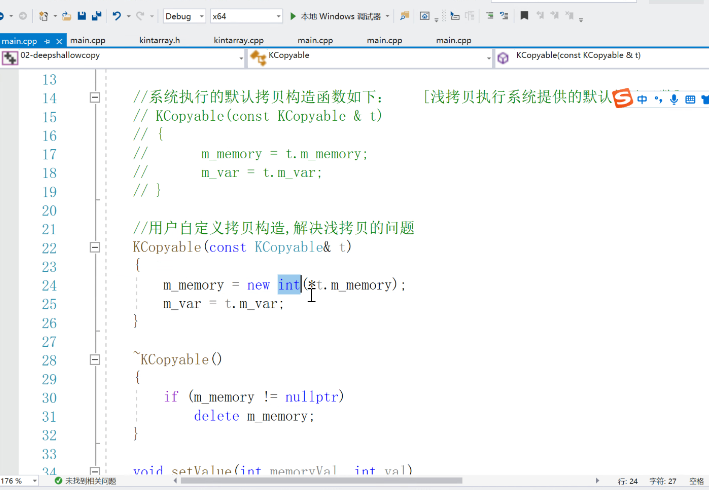 Debug x64 本地 Windows 调试器
main.cpp main.cpp kintarray.h kintarray.cpp main.cpp main.cpp main.cpp
02-deepshallowcopy KCopyable KCopyable(const KCopyable & t)
13
14 //系统执行的默认拷贝构造函数如下: [浅拷贝执行系统提供的默认 中
15 // KCopyable(const KCopyable & t)
16 // {
17 // m_memory = t.m_memory;
18 // m_var = t.m_var;
19 // }
20
21 //用户自定义拷贝构造,解决浅拷贝的问题
22 KCopyable(const KCopyable& t)
23 {
24 m_memory = new int(*t.m_memory);
25 m_var = t.m_var;
26 }
27
28 ~KCopyable()
29 {
30 if (m_memory != nullptr)
31 delete m_memory;
32 }
33
34 void setValue(int memoryVal, int val)
176 % 未找到相关问题 行: 24 字符: 27 空格